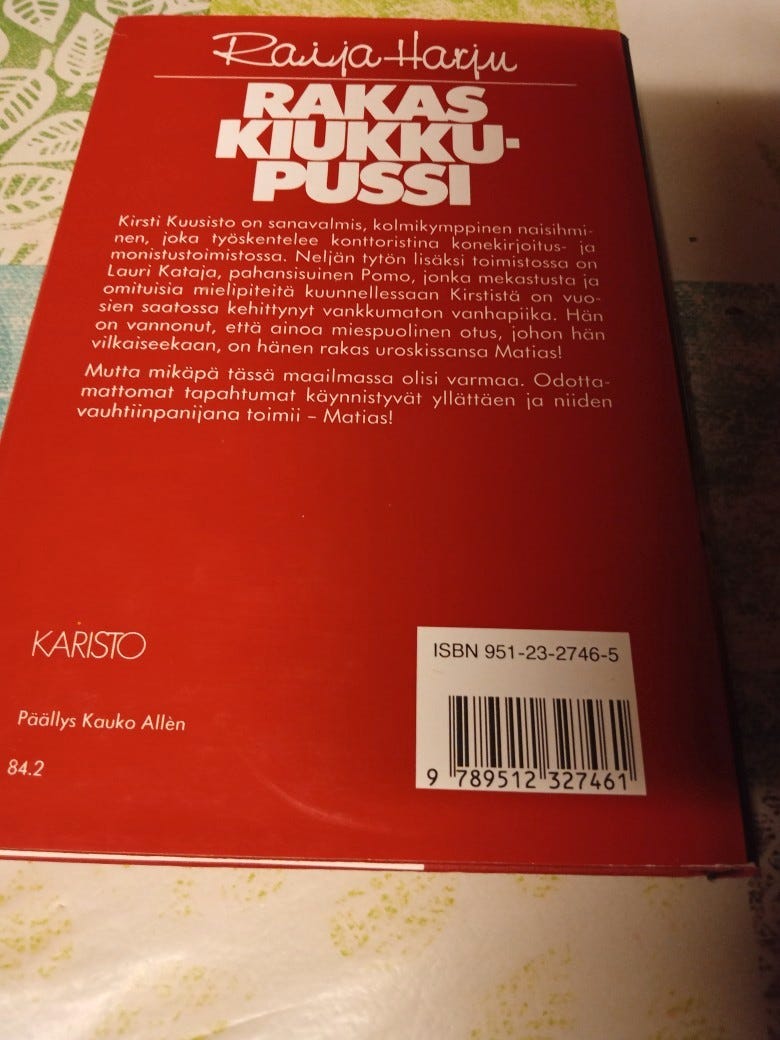 Raija Harju
RAKAS
KIUKKU-
PUSSI
Kirsti Kuusisto on sanavalmis, kolmikymppinen naisihmi-
nen, joka työskentelee konttoristina konekirjoitus- ja
monistustoimistossa. Neljän tytön lisäksi toimistossa on
Lauri Kataja, pahansisuinen Pomo, jonka mekastusta ja
omituisia mielipiteitä kuunnellessaan Kirstistä on vuo-
sien saatossa kehittynyt vankkumaton vanhapiika. Hän
on vannonut, että ainoa miespuolinen otus, johon hän
vilkaiseekaan, on hänen rakas uroskissansa Matias!
Mutta mikäpä tässä maailmassa olisi varmaa. Odotta-
mattomat tapahtumat käynnistyvät yllättäen ja niiden
vauhtiinpanijana toimii – Matias!
KARISTO
ISBN 951-23-2746-5
Päällys Kauko Allèn
84.2
9 789512 327461